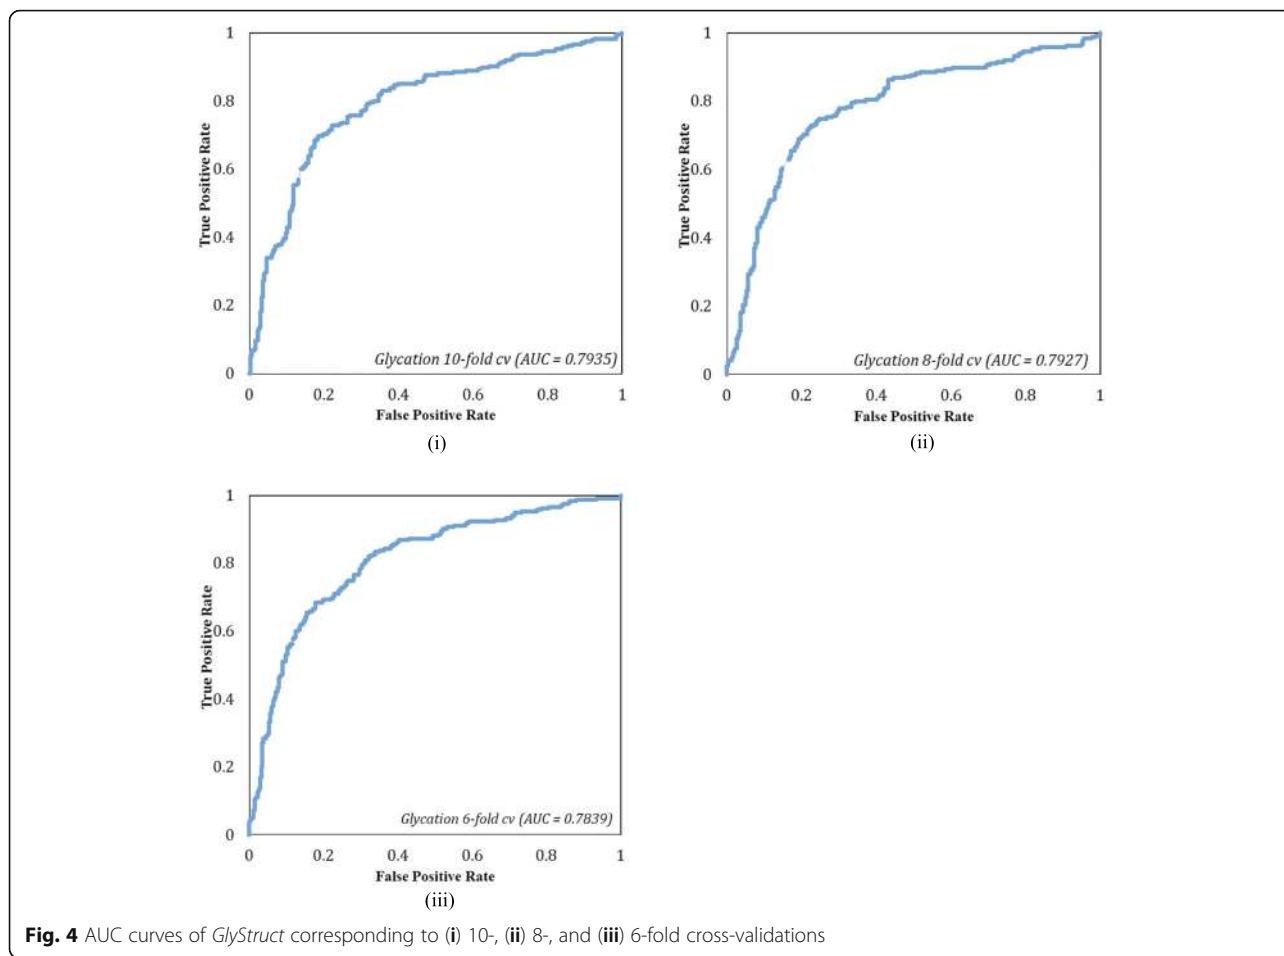 1
0.8
0.6
0.4
0.2
0
True Positive Rate
Glycation 10-fold cv (AUC = 0.7935)
0 0.2 0.4 0.6 0.8 1
False Positive Rate
(i)
1
0.8
0.6
0.4
0.2
0
True Positive Rate
Glycation 8-fold cv (AUC = 0.7927)
0 0.2 0.4 0.6 0.8 1
False Positive Rate
(ii)
1
0.8
0.6
0.4
0.2
0
True Positive Rate
Glycation 6-fold cv (AUC = 0.7839)
0 0.2 0.4 0.6 0.8 1
False Positive Rate
(iii)
Fig. 4 AUC curves of GlyStruct corresponding to (i) 10-, (ii) 8-, and (iii) 6-fold cross-validations